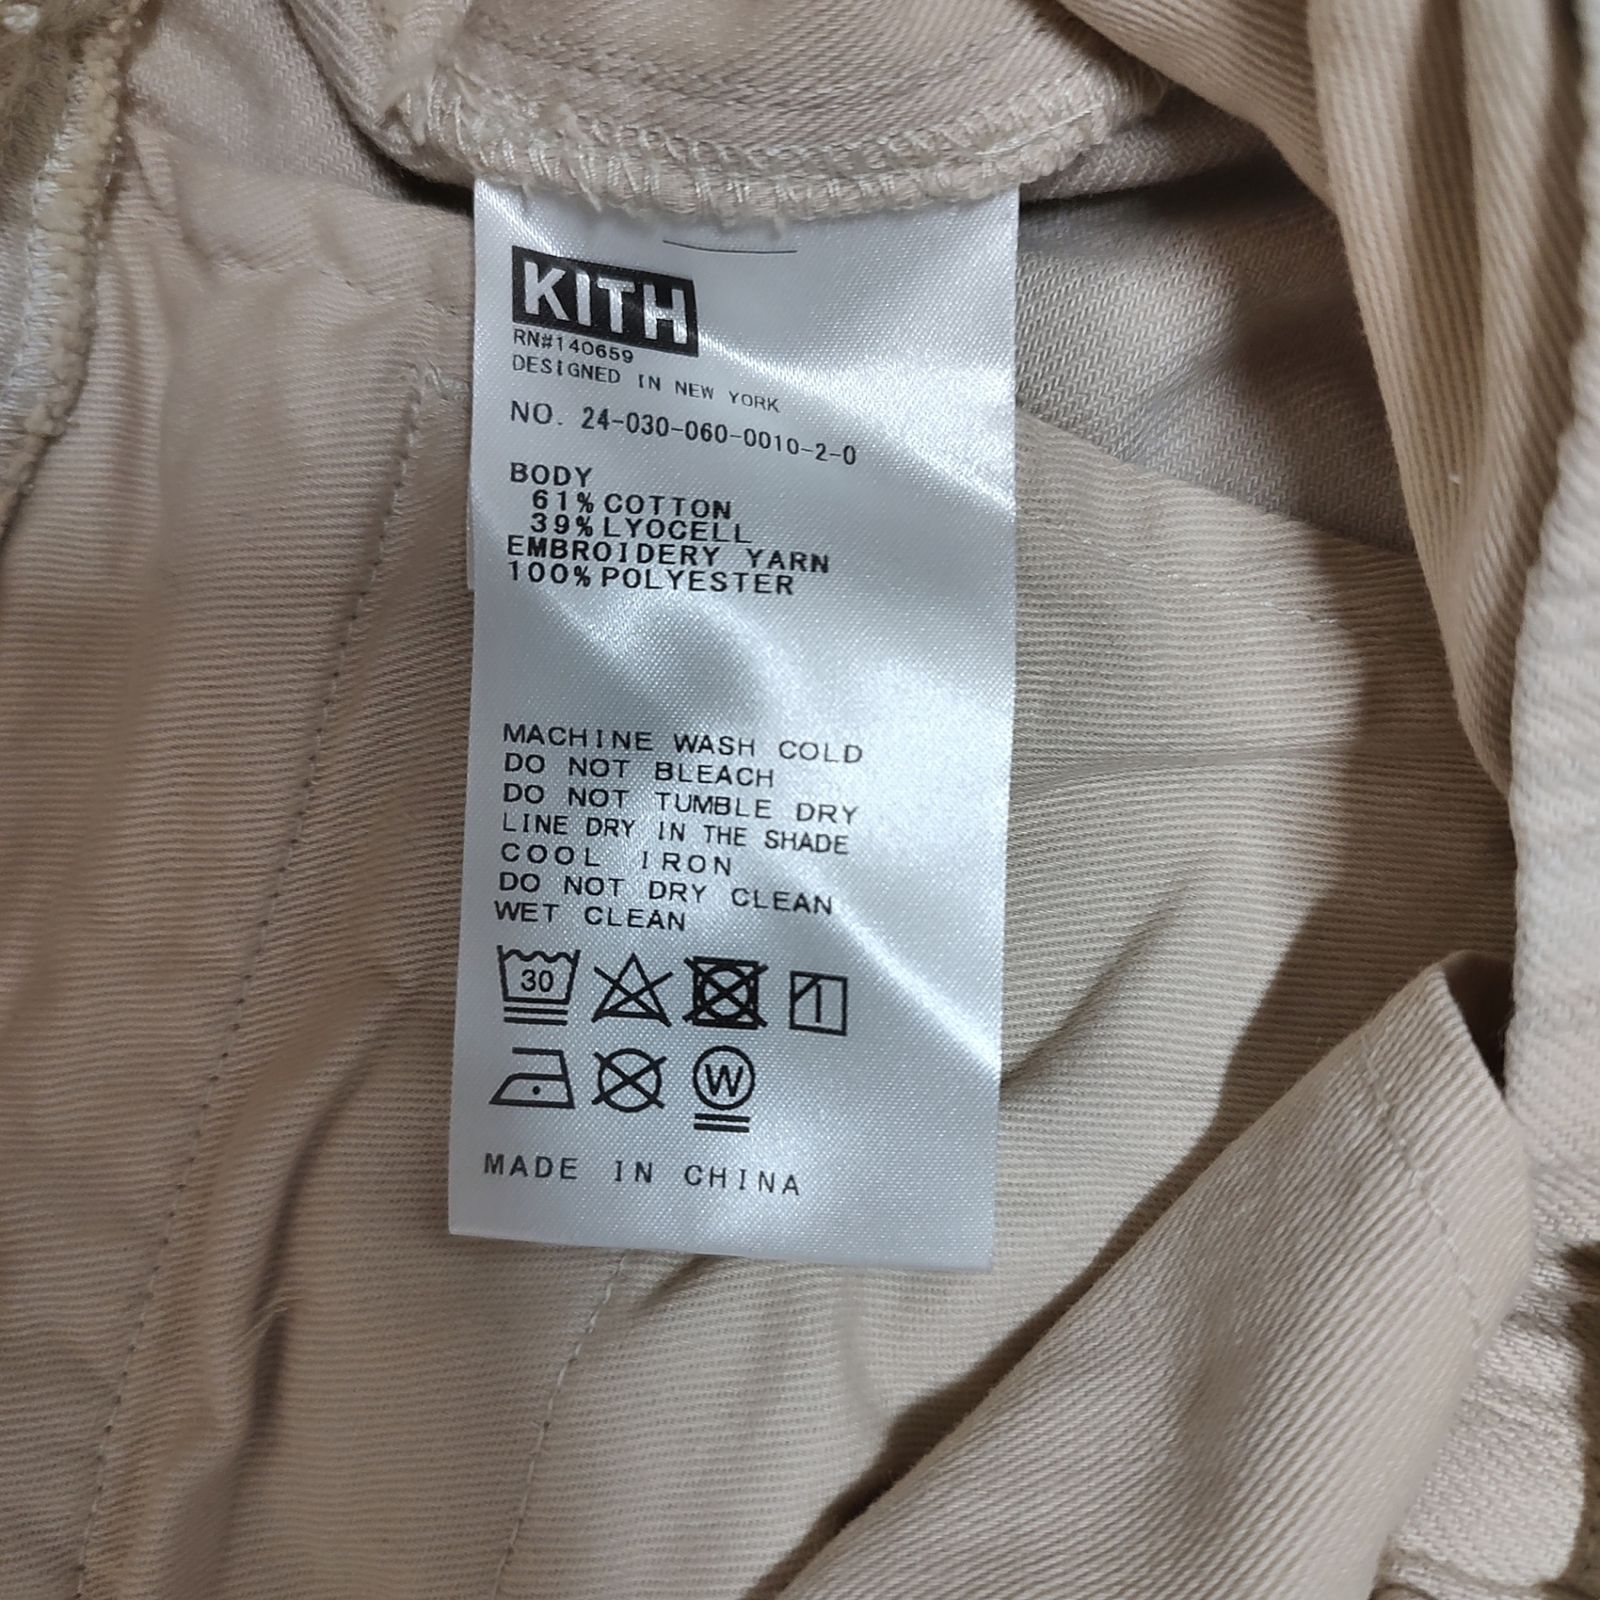 KITH
RN#140659
DESIGNED IN NEW YORK
NO. 24-030-060-0010-2-0
BODY
61%COTTON
39%LYOCELL
EMBROIDERY YARN
100%POLYESTER
MACHINE WASH COLD
DO NOT BLEACH
DO NOT TUMBLE DRY
LINE DRY IN THE SHADE
COOL IRON
DO NOT DRY CLEAN
WET CLEAN
30
W
MADE IN CHINA